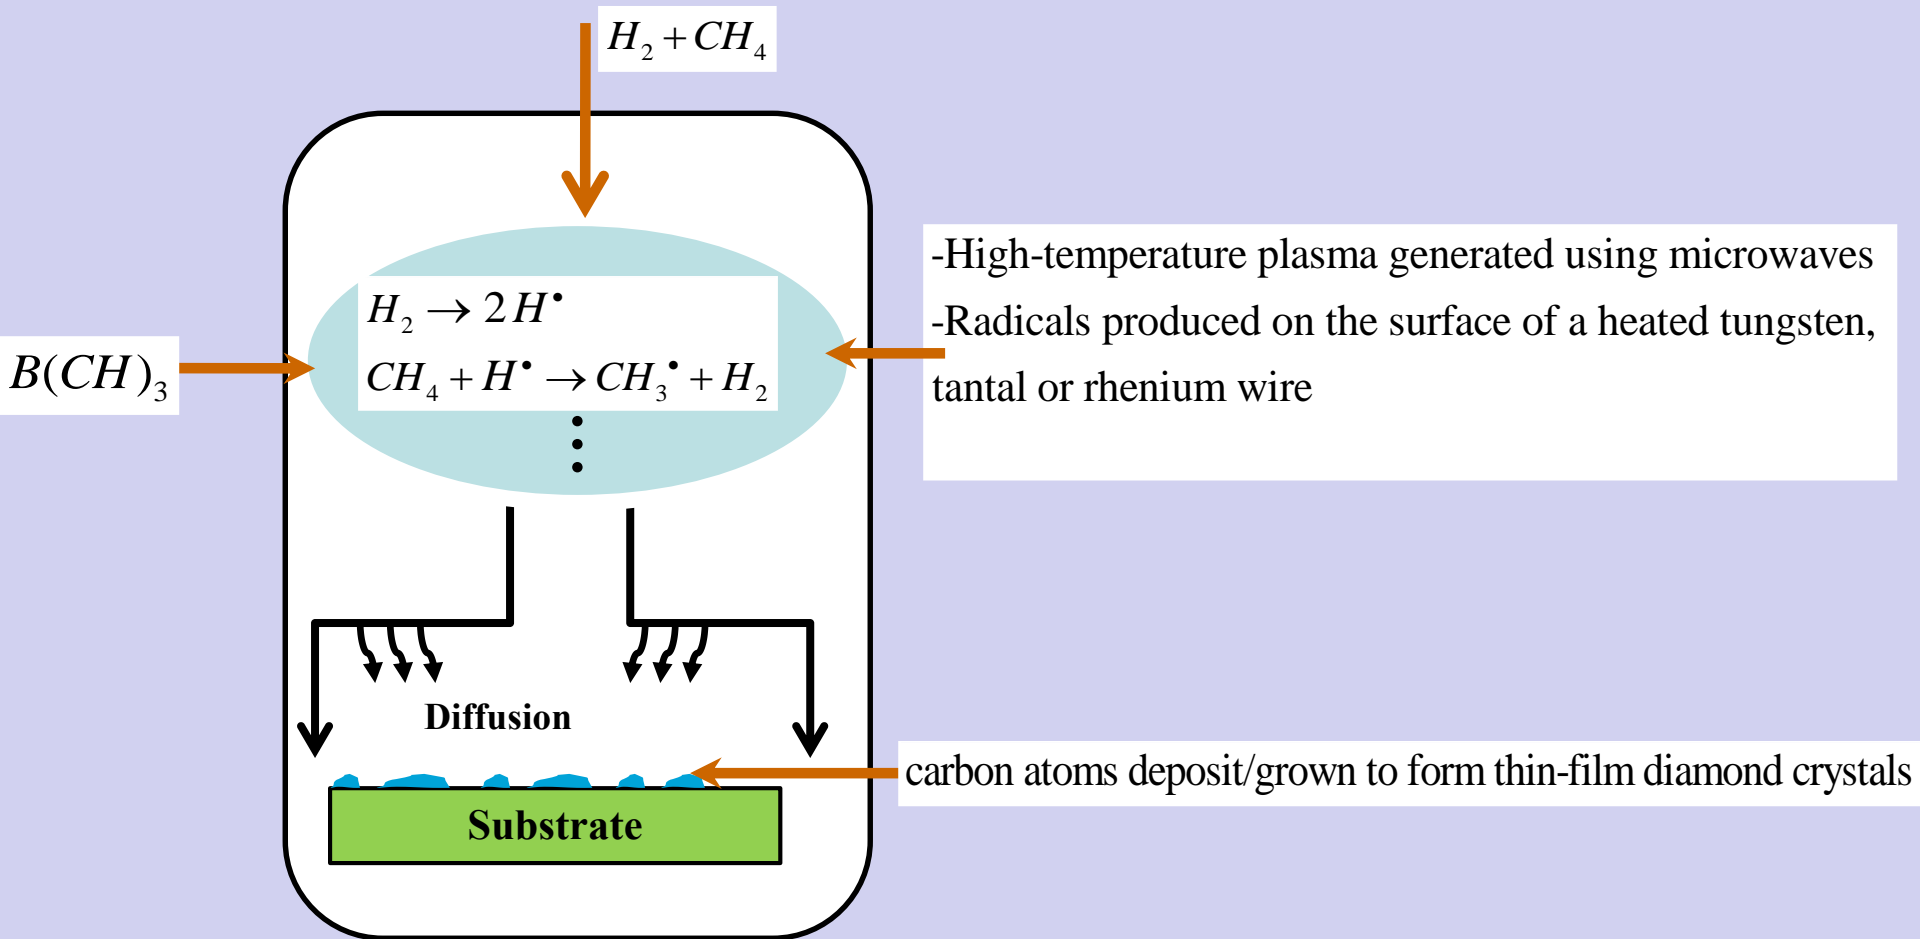 H₂ + CH₄
-High-temperature plasma generated using microwaves
-Radicals produced on the surface of a heated tungsten,
tantal or rhenium wire
H₂ → 2H•
CH₄ + H• → CH₃• + H₂
B(CH)₃
Diffusion
carbon atoms deposit/grown to form thin-film diamond crystals
Substrate